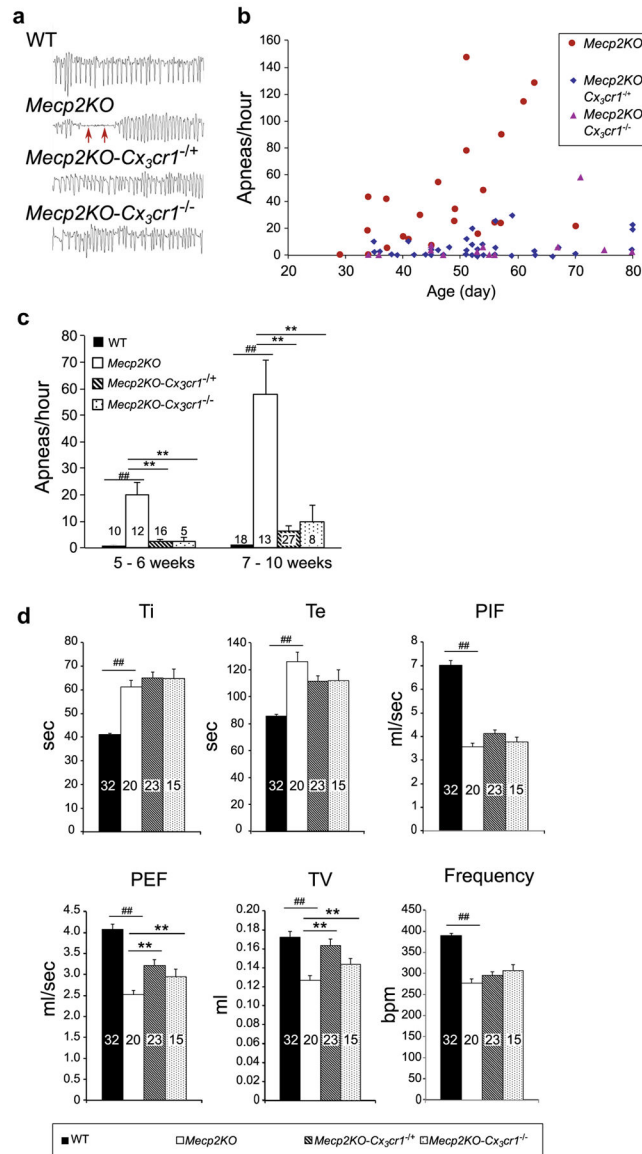 a
WT
Mecp2KO
Mecp2KO-Cx3cr1-/+
Mecp2KO-Cx3cr1-/-
b
Apneas/hour
160
140
120
100
80
60
40
20
0
20 30 40 50 60 70 80
Age (day)
Mecp2KO
Mecp2KO
Cx3cr1-/+
Mecp2KO
Cx3cr1-/-
c
Apneas/hour
80
70
60
50
40
30
20
10
0
WT
Mecp2KO
Mecp2KO-Cx3cr1-/+
Mecp2KO-Cx3cr1-/-
** ** ##
** ** ##
10 12 16 5
18 13 27 8
5 - 6 weeks 7 - 10 weeks
d
Ti
sec
80
70
60
50
40
30
20
10
0
##
32 20 23 15
Te
sec
140
120
100
80
60
40
20
0
##
32 20 23 15
PIF
ml/sec
8
7
6
5
4
3
2
1
0
##
32 20 23 15
PEF
ml/sec
4.5
4.0
3.5
3.0
2.5
2.0
1.5
1.0
0.5
0
## ** **
32 20 23 15
TV
ml
0.20
0.18
0.16
0.14
0.12
0.10
0.08
0.06
0.04
0.02
0.00
## ** **
32 20 23 15
Frequency
bpm
450
400
350
300
250
200
150
100
50
0
##
32 20 23 15
WT Mecp2KO Mecp2KO-Cx3cr1-/+ Mecp2KO-Cx3cr1-/-